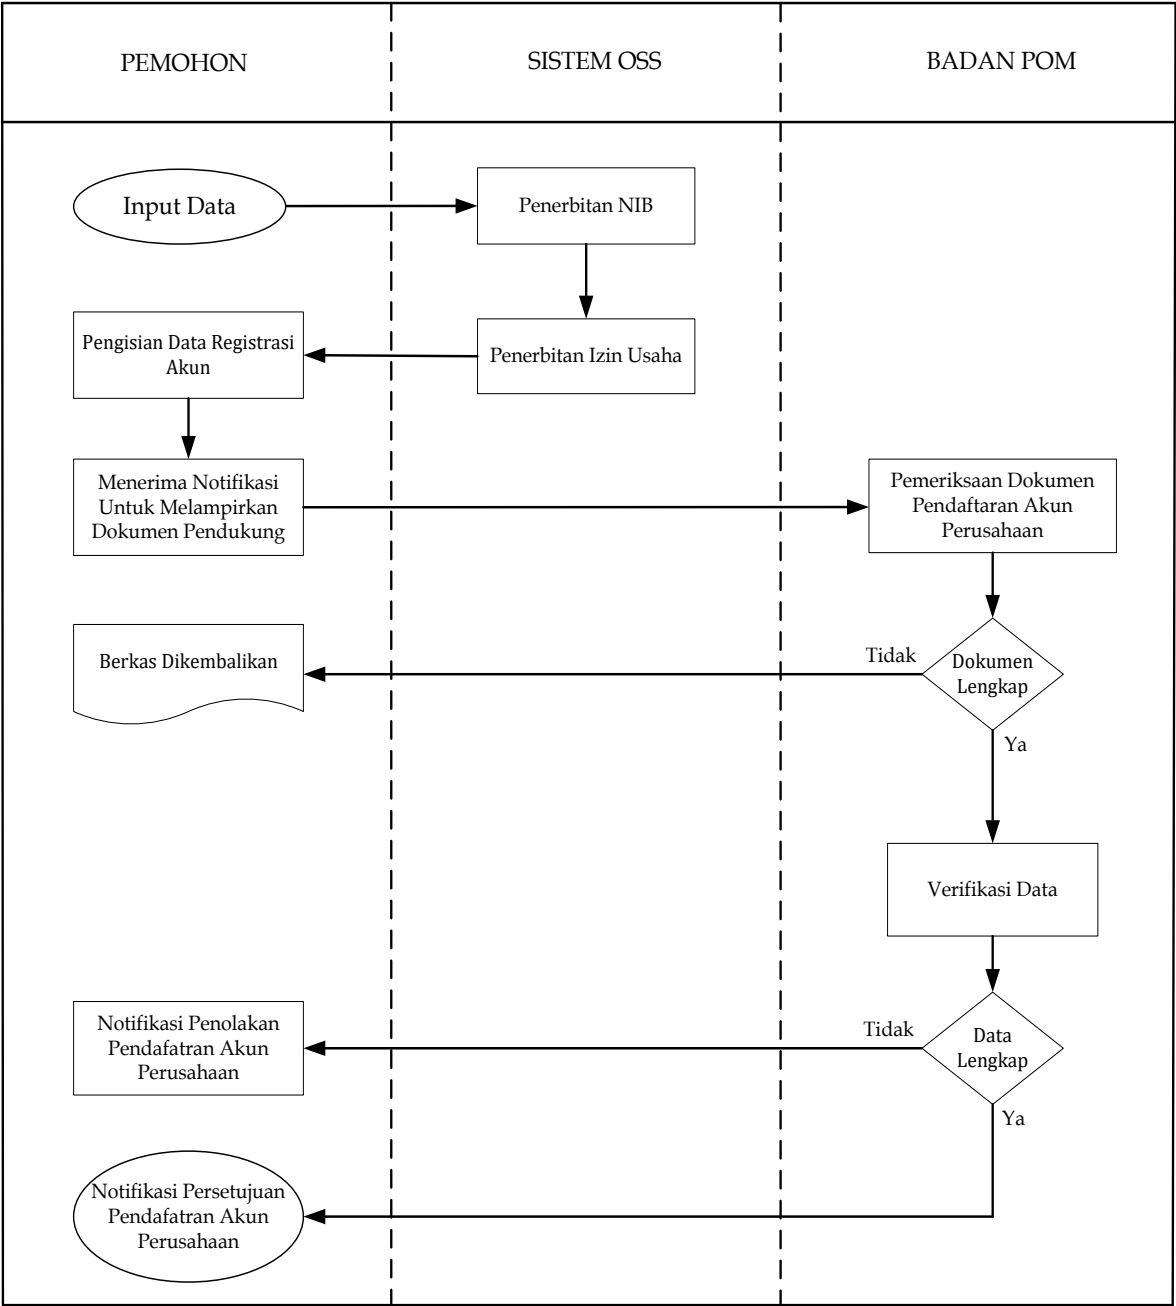 PEMOHON
SISTEM OSS
BADAN POM
Input Data
Penerbitan NIB
Pengisian Data Registrasi
Akun
Penerbitan Izin Usaha
Menerima Notifikasi
Untuk Melampirkan
Dokumen Pendukung
Pemeriksaan Dokumen
Pendaftaran Akun
Perusahaan
Berkas Dikembalikan
Tidak
Dokumen
Lengkap
Ya
Verifikasi Data
Notifikasi Penolakan
Pendafatran Akun
Perusahaan
Tidak
Data
Lengkap
Ya
Notifikasi Persetujuan
Pendafatran Akun
Perusahaan